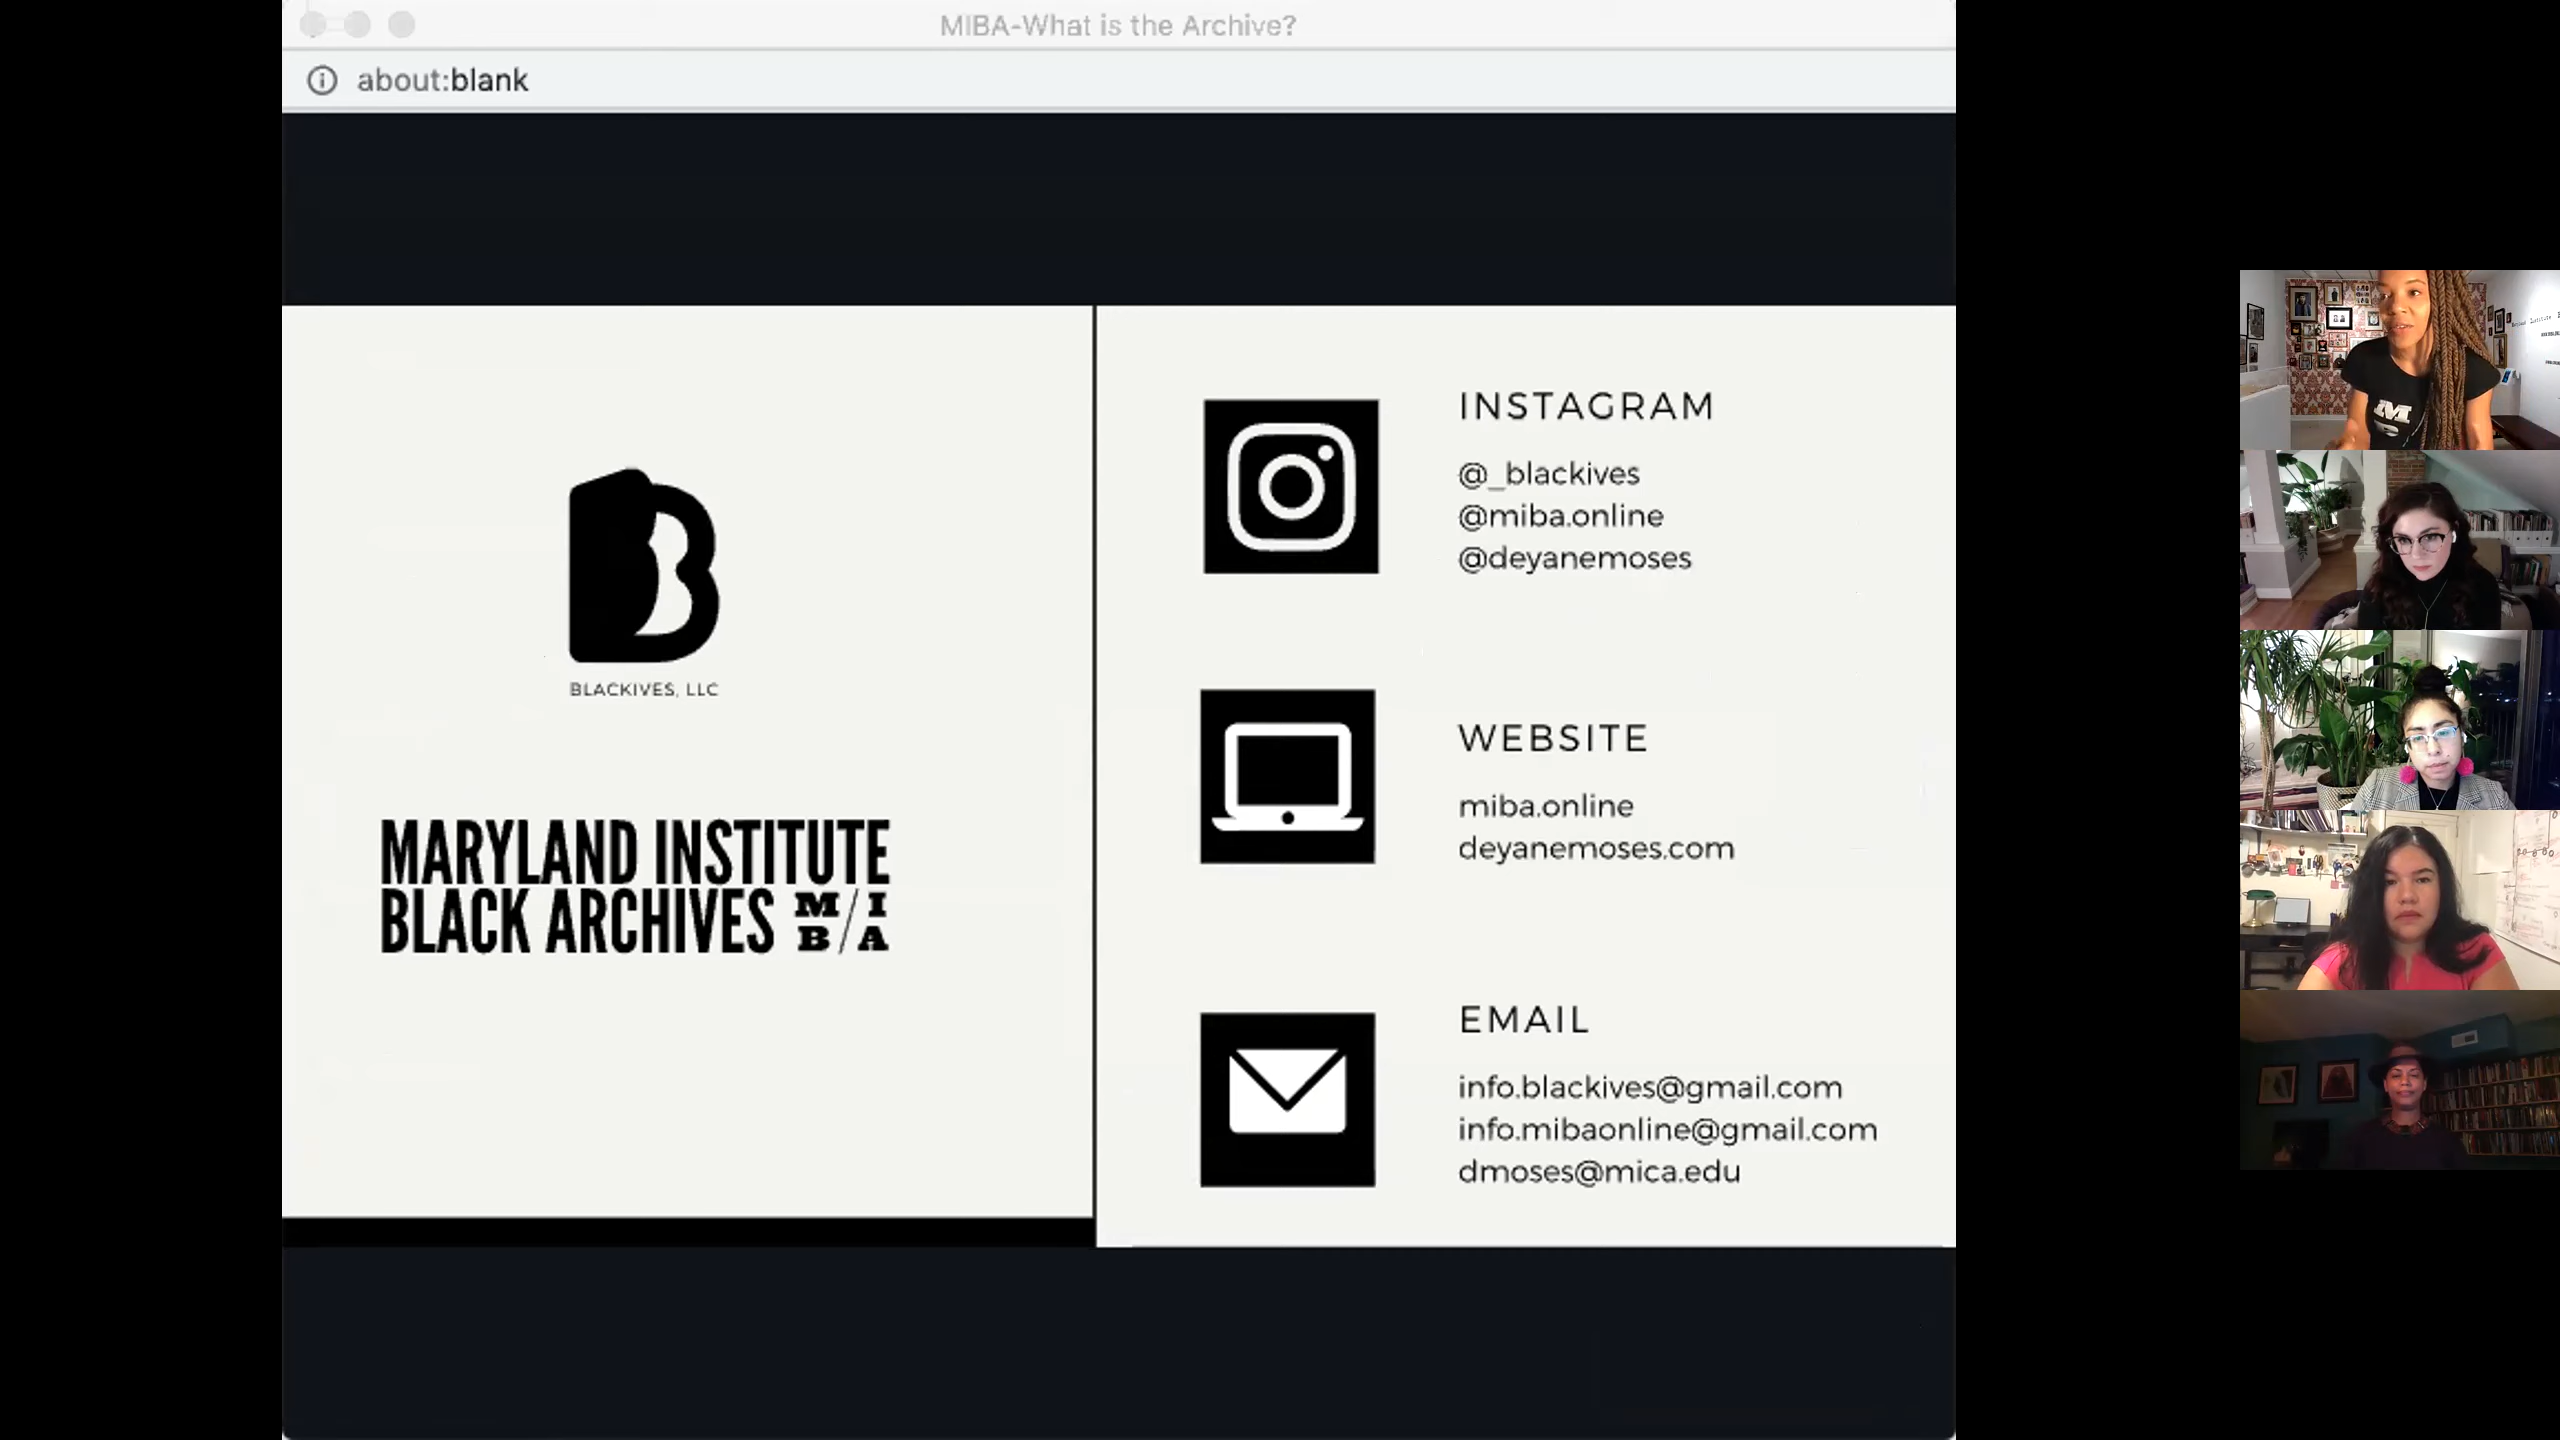 MIBA-What is the Archive?
about:blank
BLACKIVES, LLC
MARYLAND INSTITUTE
BLACK ARCHIVES M/I
B/A
INSTAGRAM
@_blackives
@miba.online
@deyanemoses
WEBSITE
miba.online
deyanemoses.com
EMAIL
info.blackives@gmail.com
info.mibaonline@gmail.com
dmoses@mica.edu